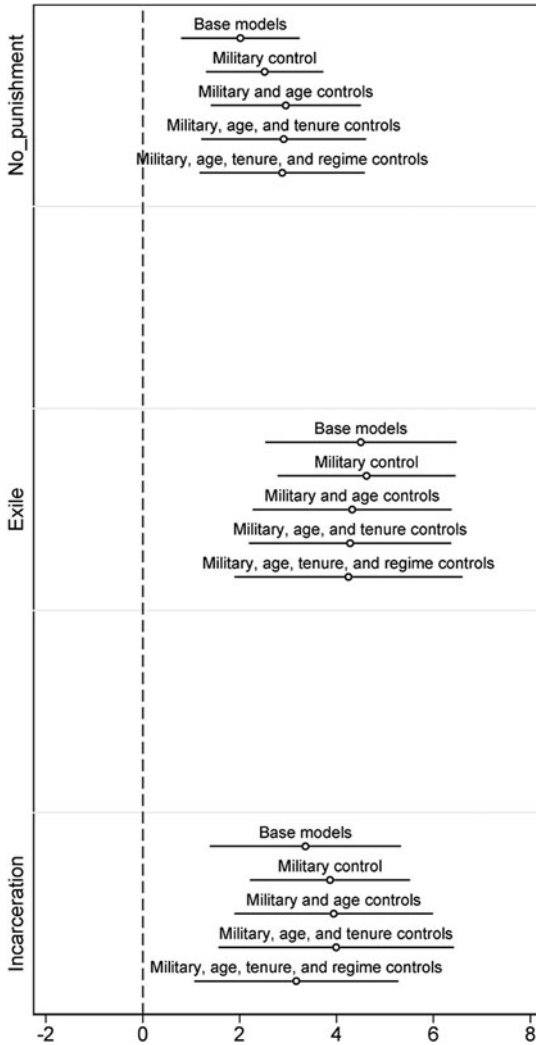 No_punishment
Base models
Military control
Military and age controls
Military, age, and tenure controls
Military, age, tenure, and regime controls
Exile
Base models
Military control
Military and age controls
Military, age, and tenure controls
Military, age, tenure, and regime controls
Incarceration
Base models
Military control
Military and age controls
Military, age, and tenure controls
Military, age, tenure, and regime controls
-2 0 2 4 6 8